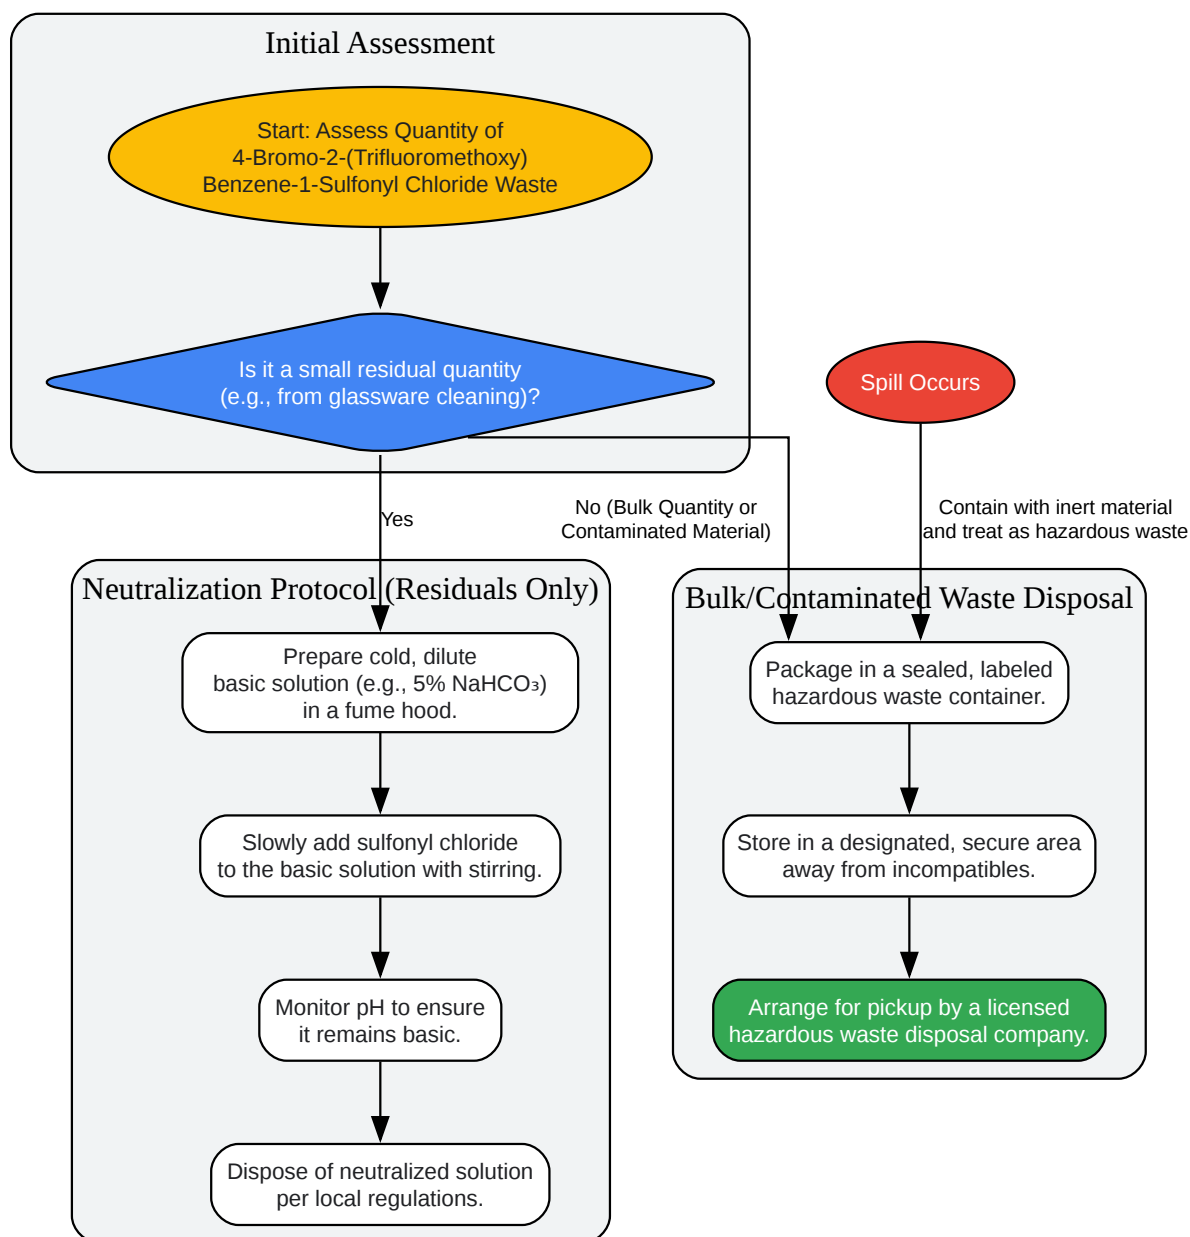 Initial Assessment
Start: Assess Quantity of
4-Bromo-2-(Trifluoromethoxy)
Benzene-1-Sulfonyl Chloride Waste
Is it a small residual quantity
(e.g., from glassware cleaning)?
Spill Occurs
Yes
No (Bulk Quantity or
Contaminated Material)
Contain with inert material
and treat as hazardous waste
Neutralization Protocol (Residuals Only)
Prepare cold, dilute
basic solution (e.g., 5% NaHCO₃)
in a fume hood.
Slowly add sulfonyl chloride
to the basic solution with stirring.
Monitor pH to ensure
it remains basic.
Dispose of neutralized solution
per local regulations.
Bulk/Contaminated Waste Disposal
Package in a sealed, labeled
hazardous waste container.
Store in a designated, secure area
away from incompatibles.
Arrange for pickup by a licensed
hazardous waste disposal company.